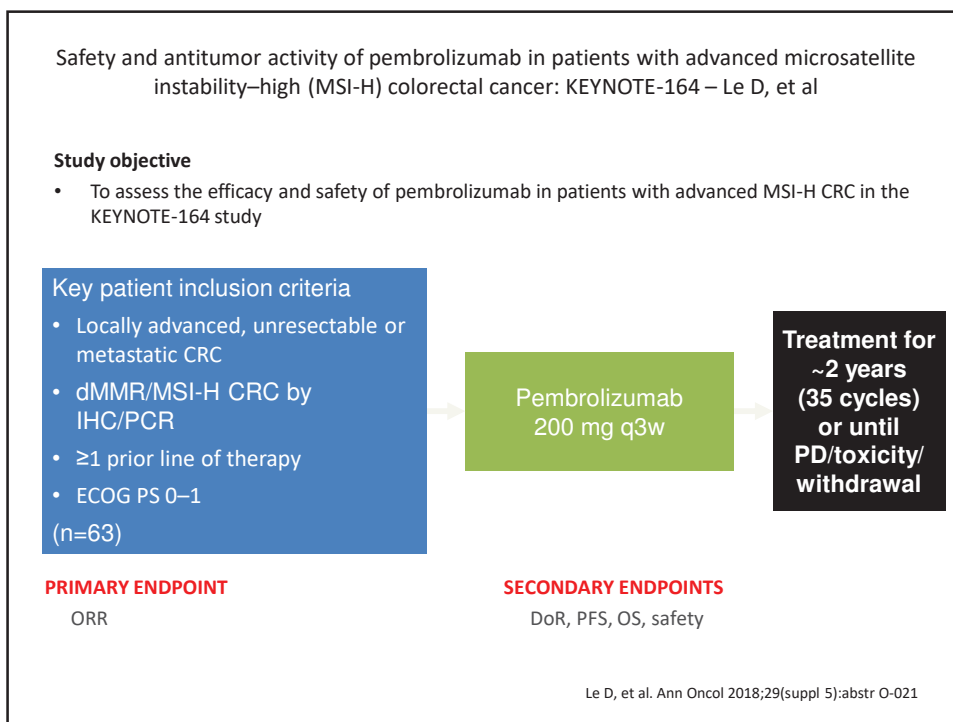 Safety and antitumor activity of pembrolizumab in patients with advanced microsatellite
instability–high (MSI-H) colorectal cancer: KEYNOTE-164 – Le D, et al
Study objective
• To assess the efficacy and safety of pembrolizumab in patients with advanced MSI-H CRC in the
KEYNOTE-164 study
Key patient inclusion criteria
• Locally advanced, unresectable or
metastatic CRC
• dMMR/MSI-H CRC by
IHC/PCR
• ≥1 prior line of therapy
• ECOG PS 0–1
(n=63)
Pembrolizumab
200 mg q3w
Treatment for
~2 years
(35 cycles)
or until
PD/toxicity/
withdrawal
PRIMARY ENDPOINT
ORR
SECONDARY ENDPOINTS
DoR, PFS, OS, safety
Le D, et al. Ann Oncol 2018;29(suppl 5):abstr O-021